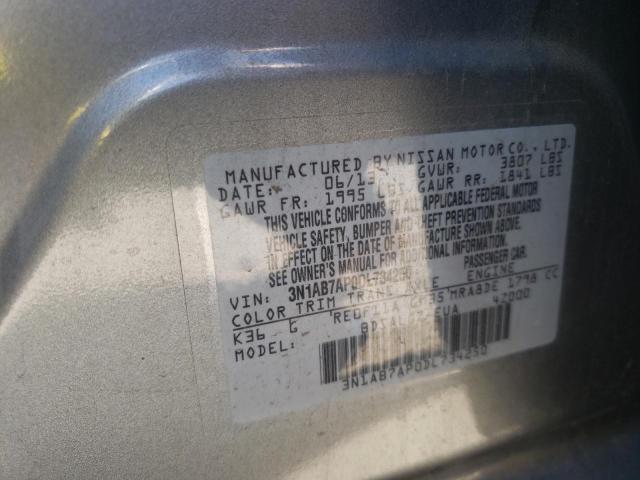 MANUFACTURED BY NISSAN MOTOR CO., LTD.
DATE: 06/13 GVWR: 3807 LBS
GAWR FR: 1995 LBS GAWR RR: 1841 LBS
THIS VEHICLE CONFORMS TO ALL APPLICABLE FEDERAL MOTOR
VEHICLE SAFETY, BUMPER AND THEFT PREVENTION STANDARDS
IN EFFECT ON THE DATE OF MANUFACTURE SHOWN ABOVE.
SEE OWNER'S MANUAL FOR ADDITIONAL INFORMATION.
VIN: 3N1AB7AP0DL734250 PASSENGER CAR
COLOR TRIM TRANS AXLE ENGINE
K36 G RE0F11A GF35 MRA8DE 1798 CC
MODEL: 47000
3N1AB7AP0DL734250